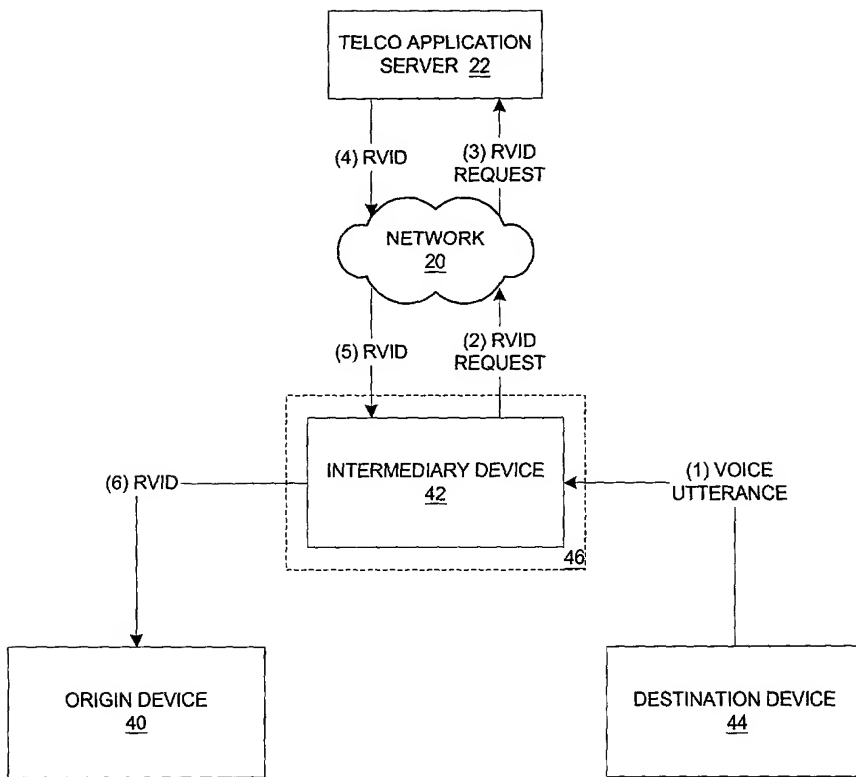 TELCO APPLICATION
SERVER 22
(4) RVID
(3) RVID
REQUEST
NETWORK
20
(5) RVID
(2) RVID
REQUEST
INTERMEDIARY DEVICE
42
46
(6) RVID
(1) VOICE
UTTERANCE
ORIGIN DEVICE
40
DESTINATION DEVICE
44